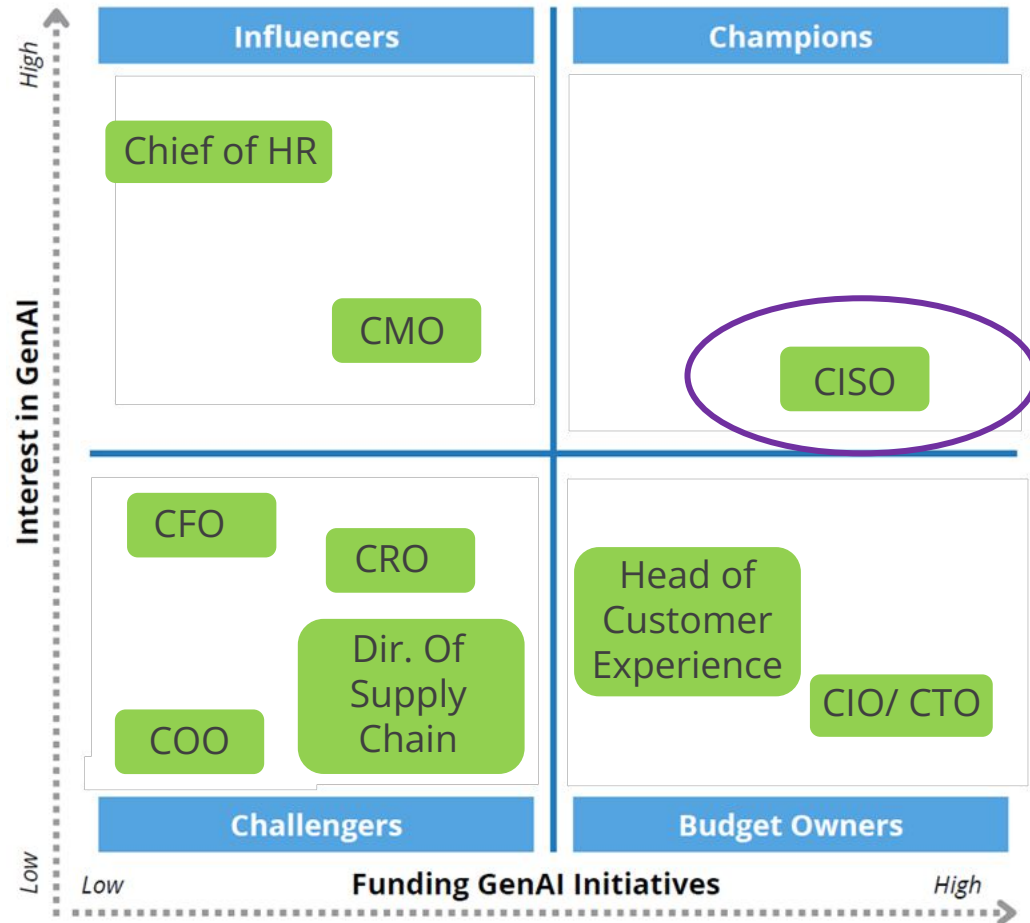 High
Influencers
Champions
Chief of HR
CMO
CISO
Interest in GenAI
CFO
CRO
Head of
Customer
Experience
Dir. Of
Supply
Chain
CIO/ CTO
COO
Challengers
Budget Owners
Low
Low
Funding GenAI Initiatives
High